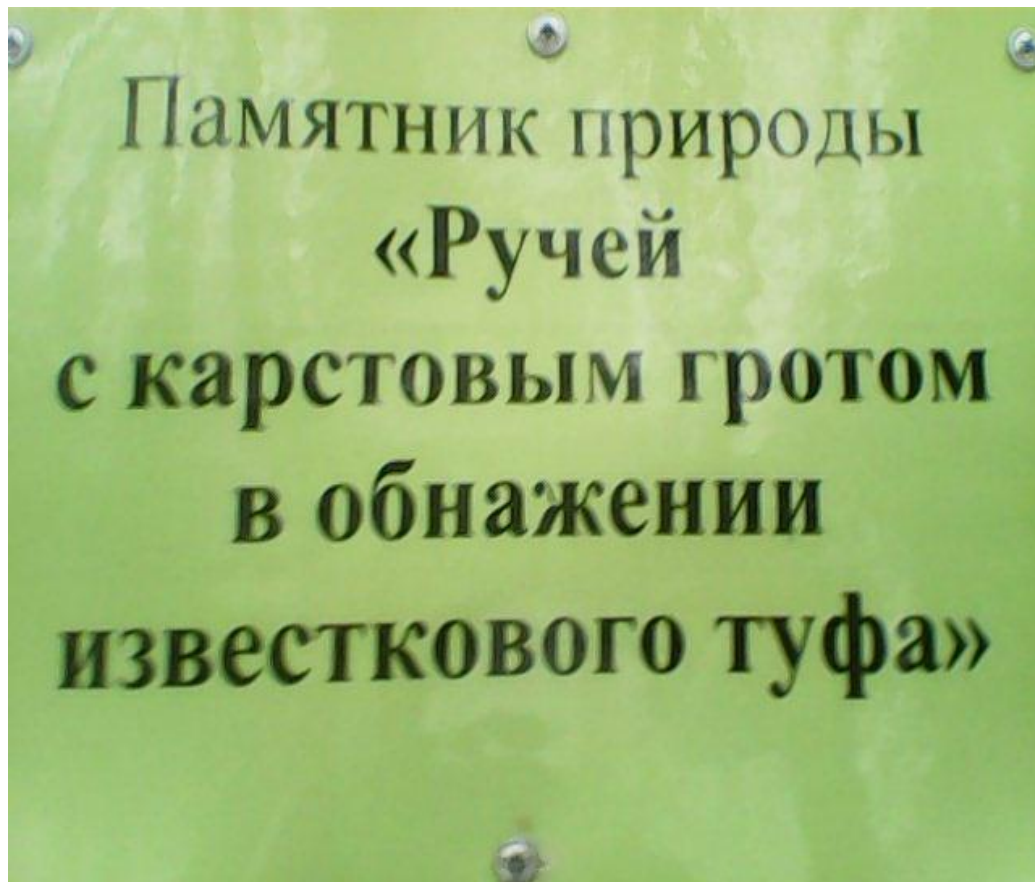 Памятник природы
«Ручей
с карстовым гротом
в обнажении
известкового туфа»